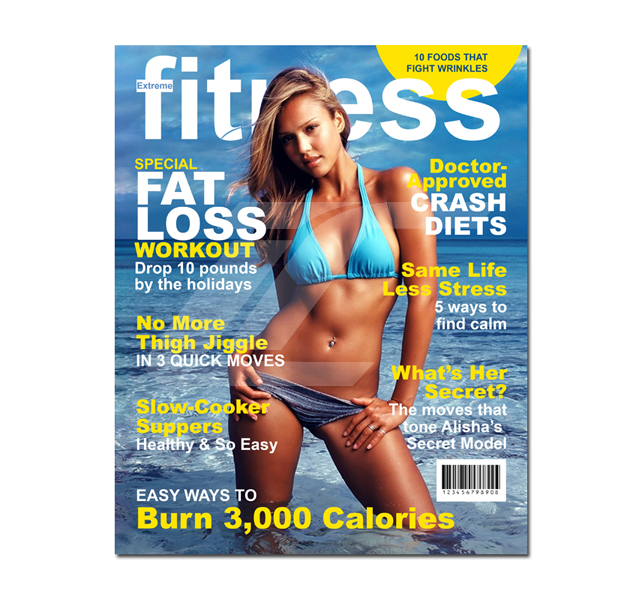 10 FOODS THAT
FIGHT WRINKLES
Extreme
fitness
SPECIAL
FAT
LOSS
WORKOUT
Drop 10 pounds
by the holidays
No More
Thigh Jiggle
IN 3 QUICK MOVES
Slow-Cooker
Suppers
Healthy & So Easy
Doctor-
Approved
CRASH
DIETS
Same Life
Less Stress
5 ways to
find calm
What's Her
Secret?
The moves that
tone Alisha's
Secret Model
123456798908
EASY WAYS TO
Burn 3,000 Calories